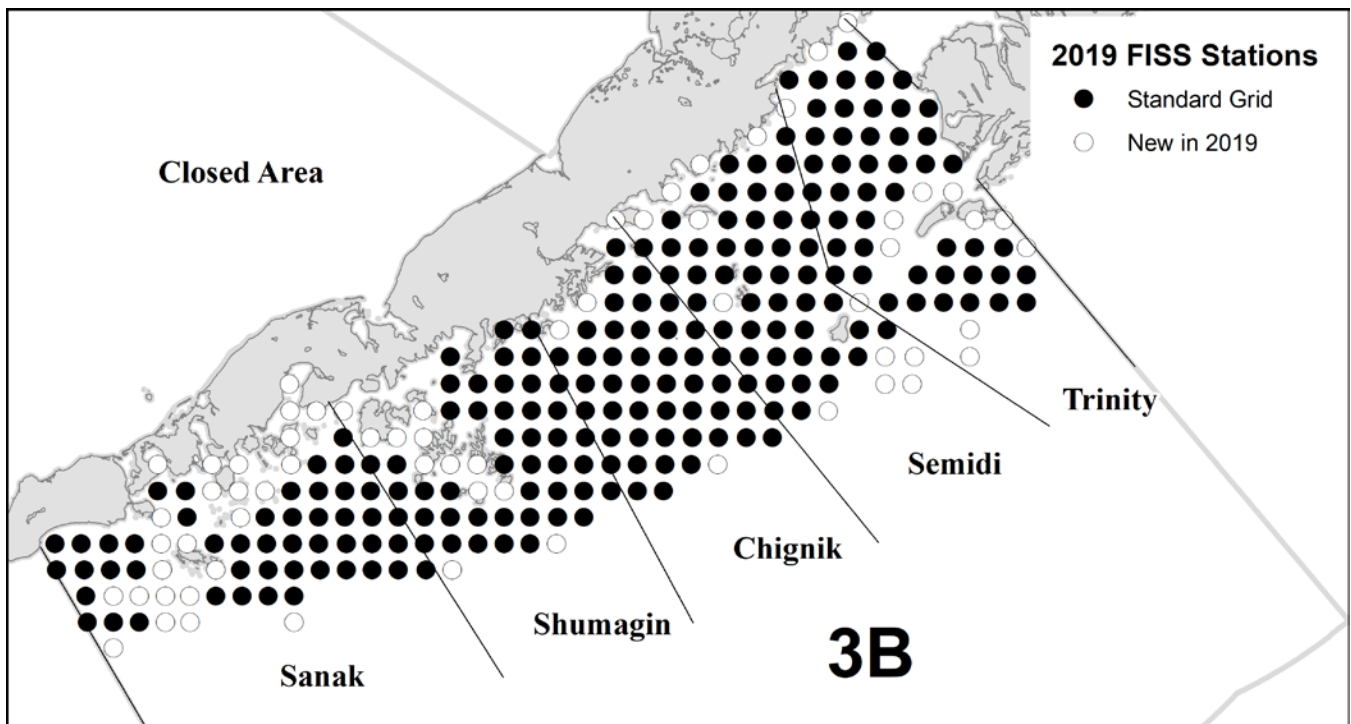 2019 FISS Stations
Standard Grid
New in 2019
Closed Area
Trinity
Semidi
Chignik
Shumagin
3B
Sanak